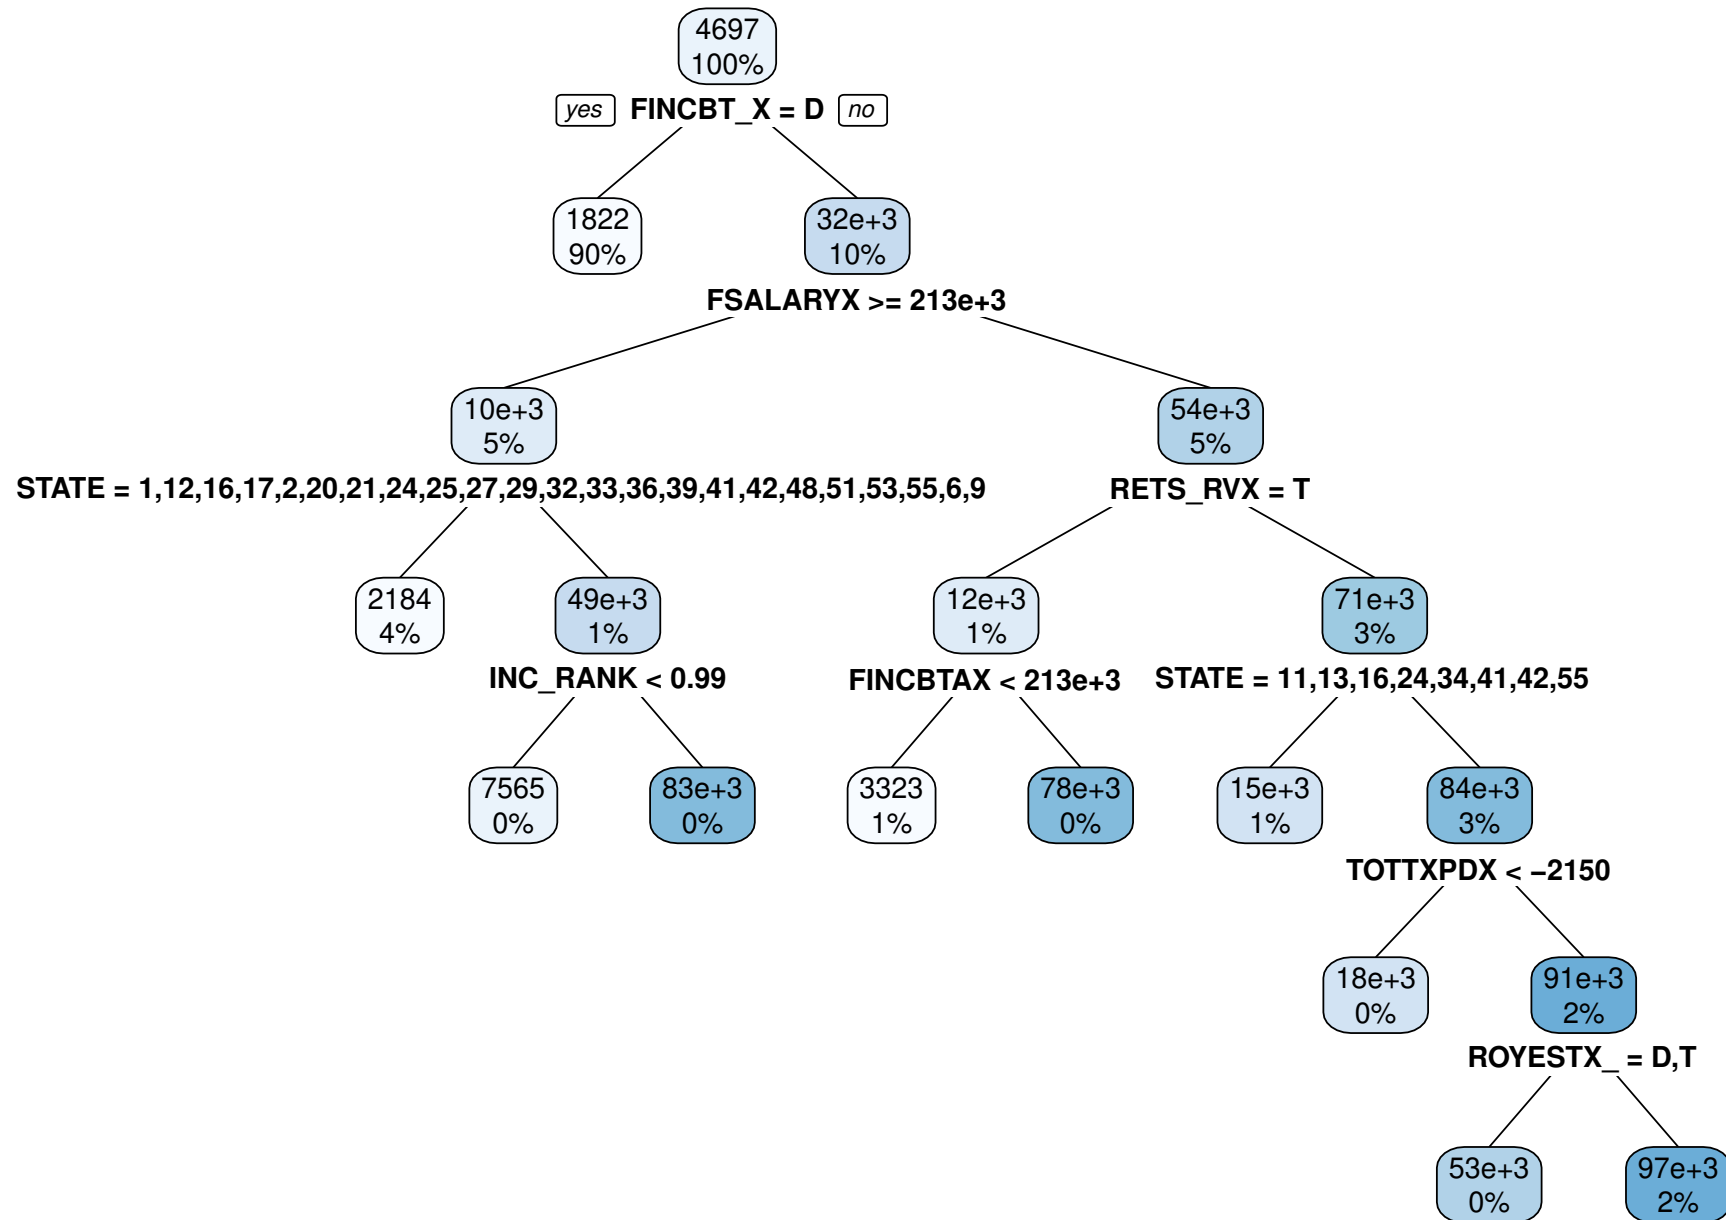 4697
100%
yes FINCBT_X = D no
1822
90%
32e+3
10%
FSALARYX >= 213e+3
10e+3
5%
54e+3
5%
STATE = 1,12,16,17,2,20,21,24,25,27,29,32,33,36,39,41,42,48,51,53,55,6,9
RETS_RVX = T
2184
4%
49e+3
1%
12e+3
1%
71e+3
3%
INC_RANK < 0.99
FINCBTAX < 213e+3
STATE = 11,13,16,24,34,41,42,55
7565
0%
83e+3
0%
3323
1%
78e+3
0%
15e+3
1%
84e+3
3%
TOTTXPDX < −2150
18e+3
0%
91e+3
2%
ROYESTX_ = D,T
53e+3
0%
97e+3
2%